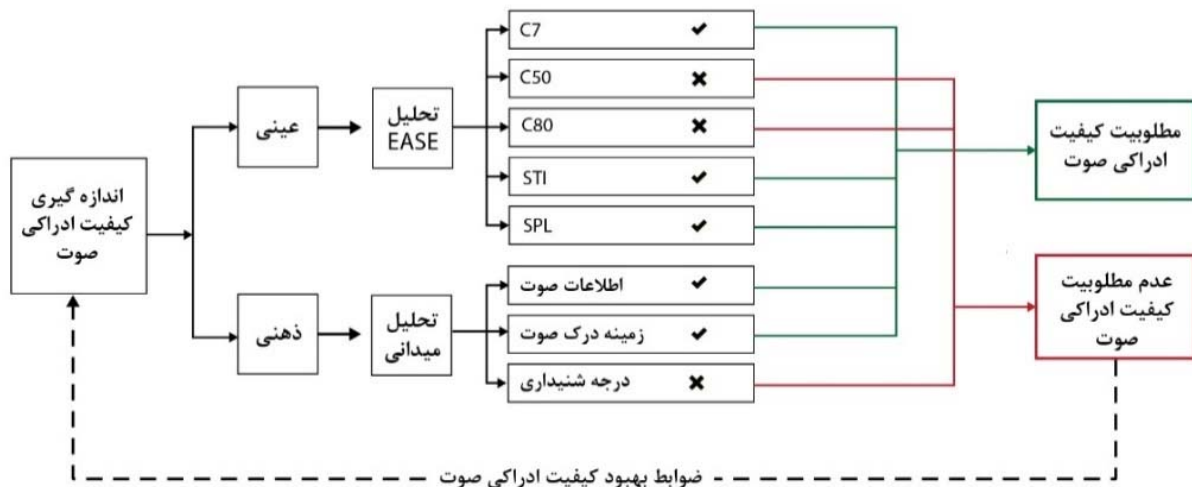 اندازه گیری
کیفیت ادراکی
صوت
عینی
ذهنی
تحلیل
EASE
تحلیل
میدانی
C7 ✔
C50 ✖
C80 ✖
STI ✔
SPL ✔
اطلاعات صوت ✔
زمینه درک صوت ✔
درجه شنیداری ✖
مطلوبیت کیفیت
ادراکی صوت
عدم مطلوبیت
کیفیت ادراکی
صوت
ضوابط بهبود کیفیت ادراکی صوت